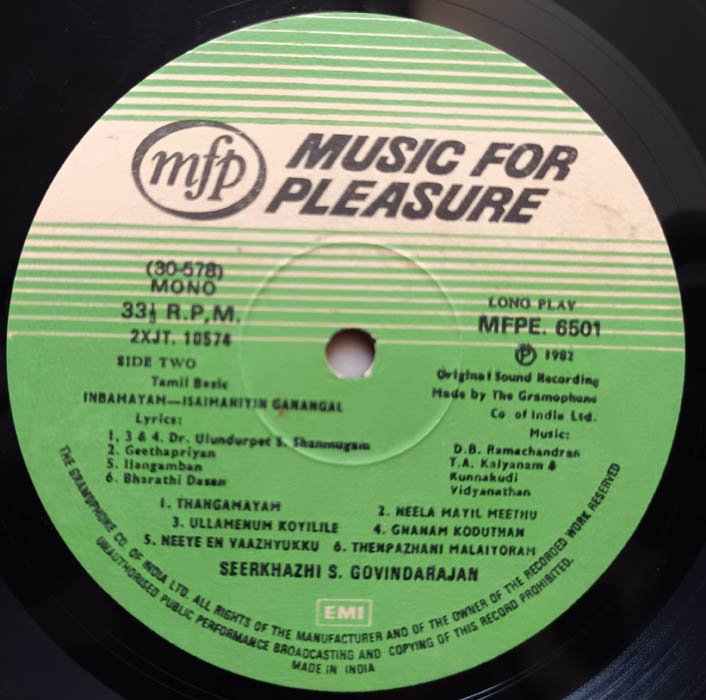 mfp
MUSIC FOR
PLEASURE
(30-578)
MONO
33⅓ R.P.M.
2XJT. 10574
SIDE TWO
LONG PLAY
MFPE. 6501
Ⓟ 1982
Original Sound Recording
Made by The Gramophone
Co of India Ltd.
Tamil Basic
INBAMAYAM—ISAIMANIYIN GANANGAL
Lyrics:
1, 3 & 4. Dr. Ulundurpet S. Shanmugam
2. Geethapriyan
5. Ilangamban
6. Bharathi Dasan
Music:
D.B. Ramachandran
T.A. Kalyanam &
Kunnakudi
Vidyanathan
1. THANGAMAYAM
2. NEELA MAYIL MEETHU
3. ULLAMENUM KOYILILE
4. GNANAM KODUTHAN
5. NEEYE EN VAAZHYUKKU
6. THENPAZHANI MALAIYORAM
SEERKHAZHI S. GOVINDARAJAN
EMI
THE GRAMOPHONE CO. OF INDIA LTD. ALL RIGHTS OF THE MANUFACTURER AND OF THE OWNER OF THE RECORDED WORK RESERVED
UNAUTHORISED PUBLIC PERFORMANCE BROADCASTING AND COPYING OF THIS RECORD PROHIBITED.
MADE IN INDIA